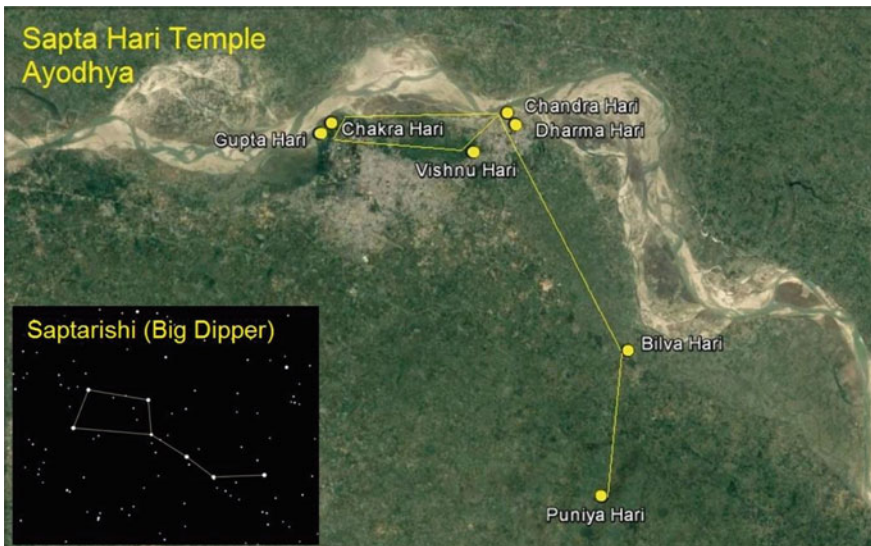 Sapta Hari Temple
Ayodhya
Gupta Hari
Chakra Hari
Chandra Hari
Dharma Hari
Vishnu Hari
Saptarishi (Big Dipper)
Bilva Hari
Puniya Hari